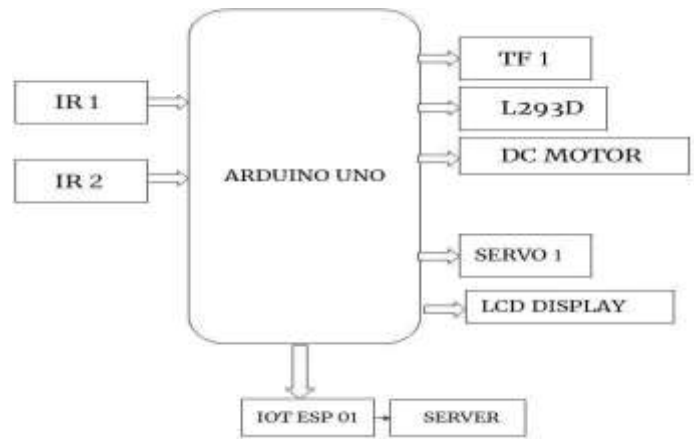 IR 1
IR 2
ARDUINO UNO
TF 1
L293D
DC MOTOR
SERVO 1
LCD DISPLAY
IOT ESP 01
SERVER